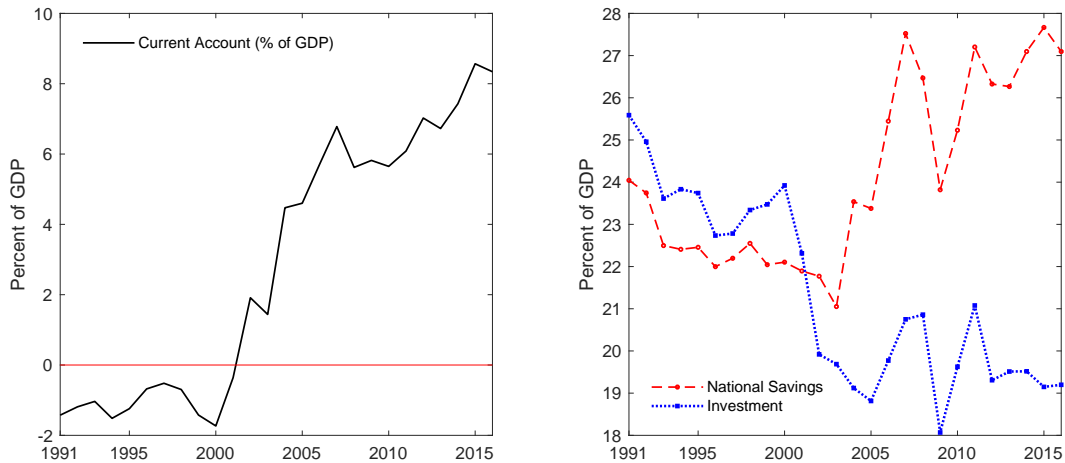 10
8
6
4
2
0
-2
Percent of GDP
Current Account (% of GDP)
1991 1995 2000 2005 2010 2015
28
27
26
25
24
23
22
21
20
19
18
Percent of GDP
National Savings
Investment
1991 1995 2000 2005 2010 2015